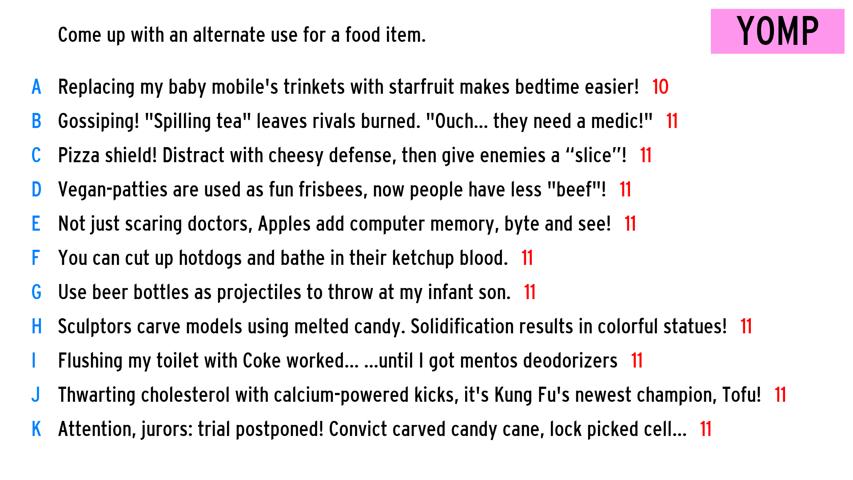 Come up with an alternate use for a food item.
YOMP
A Replacing my baby mobile's trinkets with starfruit makes bedtime easier! 10
B Gossiping! "Spilling tea" leaves rivals burned. "Ouch... they need a medic!" 11
C Pizza shield! Distract with cheesy defense, then give enemies a “slice”! 11
D Vegan-patties are used as fun frisbees, now people have less "beef"! 11
E Not just scaring doctors, Apples add computer memory, byte and see! 11
F You can cut up hotdogs and bathe in their ketchup blood. 11
G Use beer bottles as projectiles to throw at my infant son. 11
H Sculptors carve models using melted candy. Solidification results in colorful statues! 11
I Flushing my toilet with Coke worked... ...until I got mentos deodorizers 11
J Thwarting cholesterol with calcium-powered kicks, it's Kung Fu's newest champion, Tofu! 11
K Attention, jurors: trial postponed! Convict carved candy cane, lock picked cell... 11